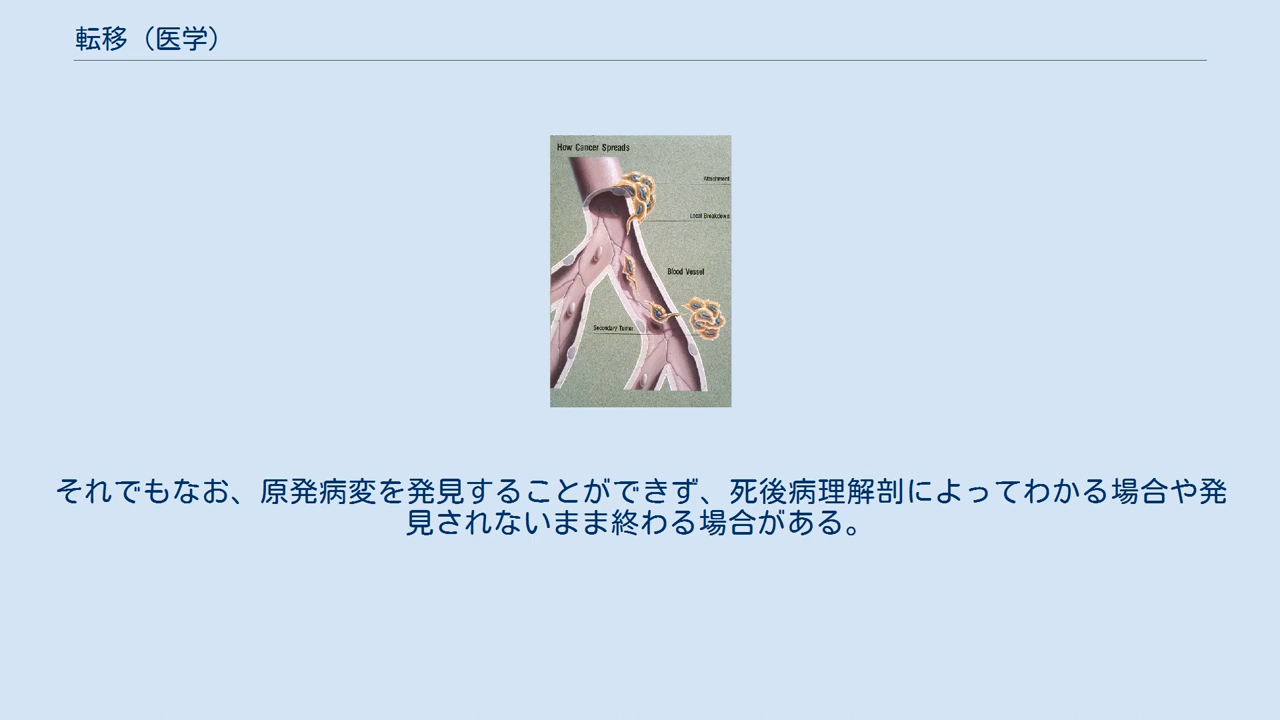 転移（医学）
How Cancer Spreads
Attachment
Local Breakdown
Blood Vessel
Secondary Tumor
それでもなお、原発病変を発見することができず、死後病理解剖によってわかる場合や発
見されないまま終わる場合がある。